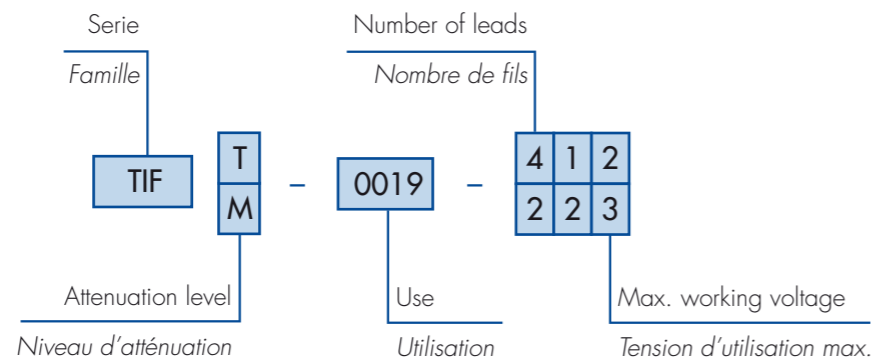 Serie
Number of leads
Famille
Nombre de fils
T
4 1 2
TIF
–
0019
–
M
2 2 3
Attenuation level
Use
Max. working voltage
Niveau d’atténuation
Utilisation
Tension d’utilisation max.